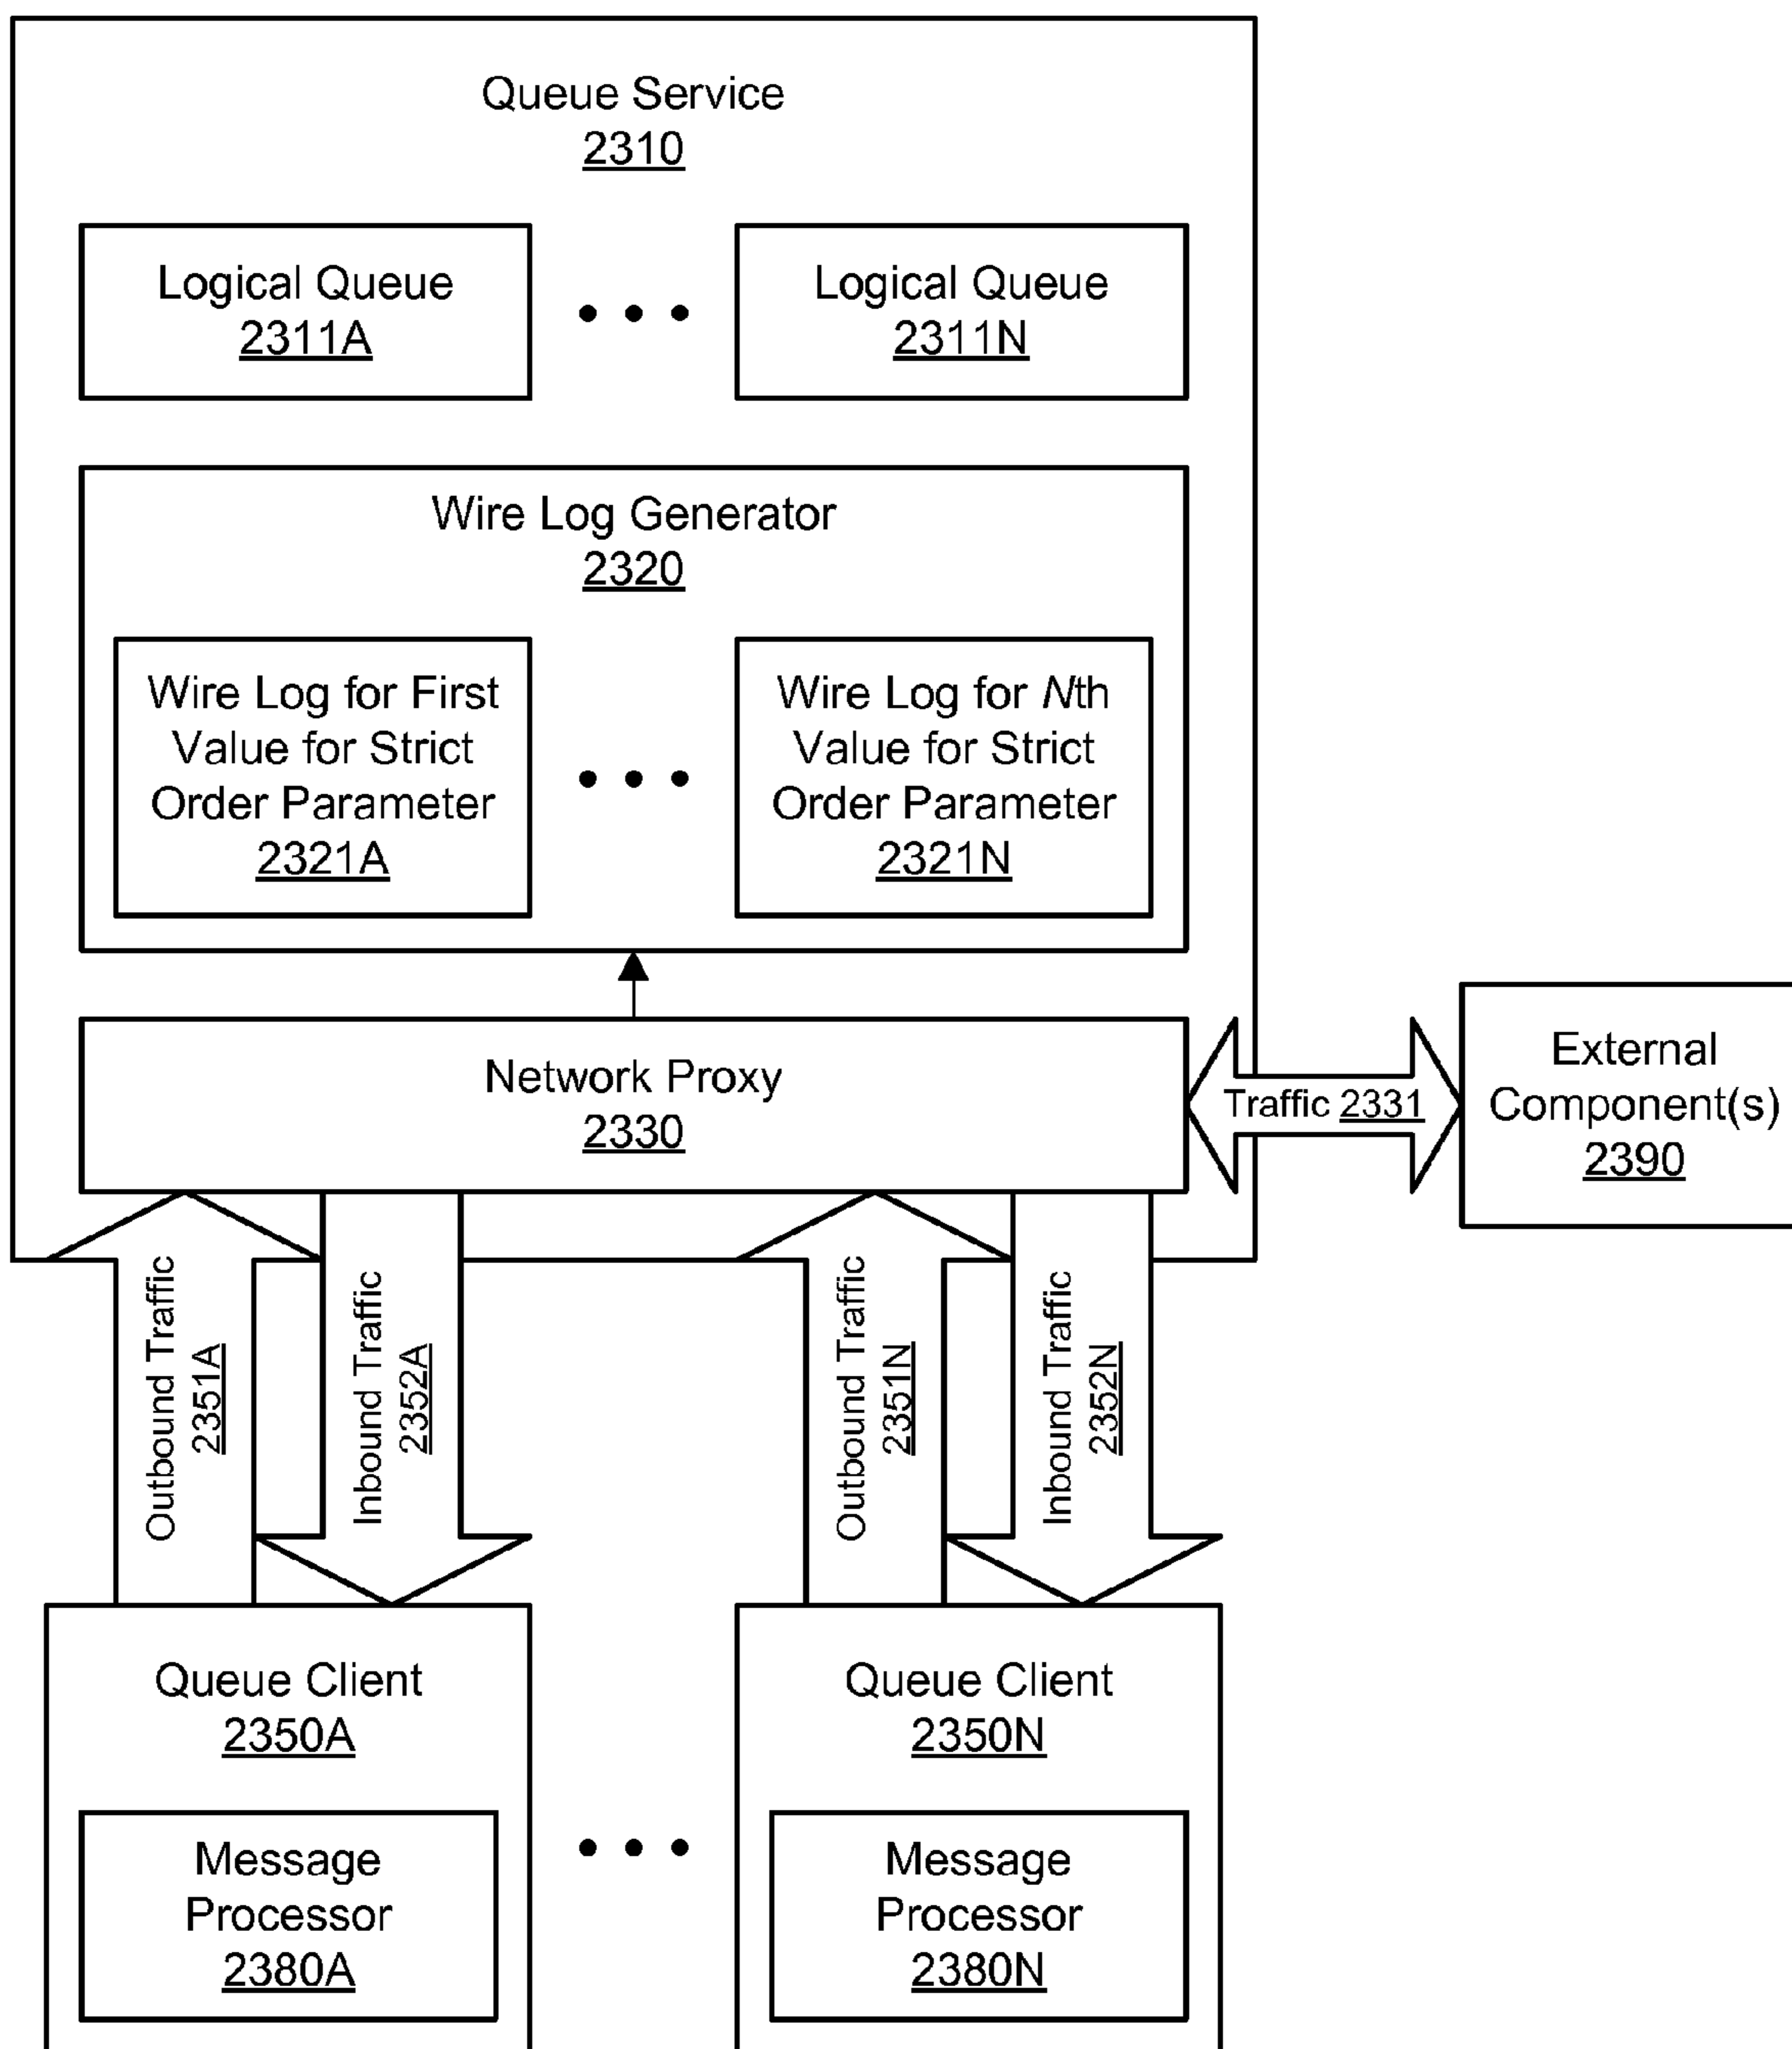 Queue Service
2310
Logical Queue
2311A
Logical Queue
2311N
Wire Log Generator
2320
Wire Log for First
Value for Strict
Order Parameter
2321A
Wire Log for Nth
Value for Strict
Order Parameter
2321N
Network Proxy
2330
Traffic 2331
External
Component(s)
2390
Outbound Traffic
2351A
Inbound Traffic
2352A
Outbound Traffic
2351N
Inbound Traffic
2352N
Queue Client
2350A
Message
Processor
2380A
Queue Client
2350N
Message
Processor
2380N